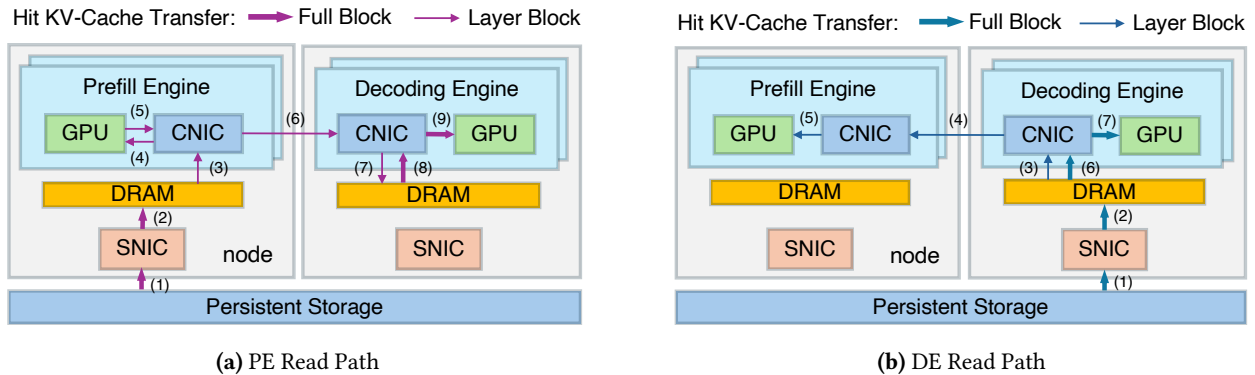 Hit KV-Cache Transfer: Full Block Layer Block
Prefill Engine
Decoding Engine
GPU
(5)
(4)
CNIC
(6)
CNIC
(9)
GPU
(3)
(7)
(8)
DRAM
DRAM
(2)
SNIC
node
SNIC
(1)
Persistent Storage
(a) PE Read Path
Hit KV-Cache Transfer: Full Block Layer Block
Prefill Engine
Decoding Engine
GPU
(5)
CNIC
(4)
CNIC
(7)
GPU
(3)
(6)
DRAM
DRAM
(2)
SNIC
node
SNIC
(1)
Persistent Storage
(b) DE Read Path